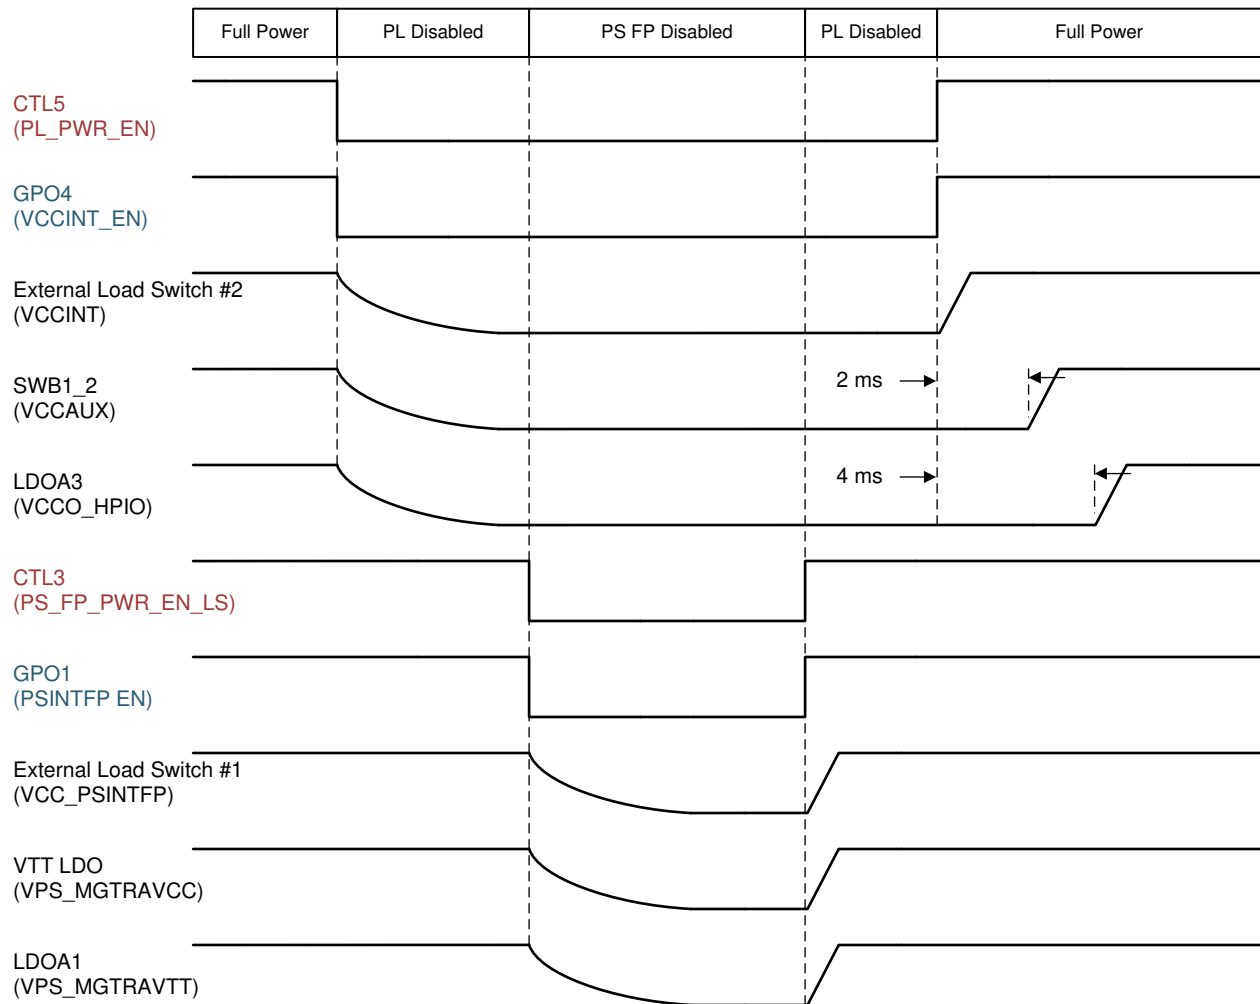 Full Power PL Disabled PS FP Disabled PL Disabled Full Power
CTL5
(PL_PWR_EN)
GPO4
(VCCINT_EN)
External Load Switch #2
(VCCINT)
SWB1_2
(VCCAUX)
2 ms
LDOA3
(VCCO_HPIO)
4 ms
CTL3
(PS_FP_PWR_EN_LS)
GPO1
(PSINTFP EN)
External Load Switch #1
(VCC_PSINTFP)
VTT LDO
(VPS_MGTRAVCC)
LDOA1
(VPS_MGTRAVTT)